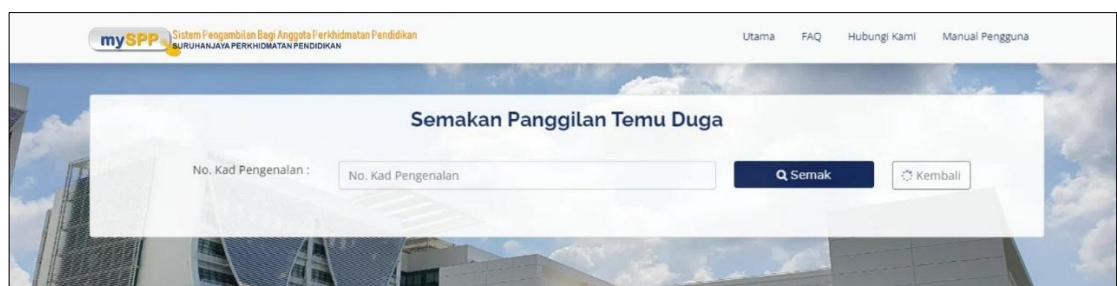 mySPP
Sistem Pengambilan Bagi Anggota Perkhidmatan Pendidikan
SURUHANJAYA PERKHIDMATAN PENDIDIKAN
Utama FAQ Hubungi Kami Manual Pengguna
Semakan Panggilan Temu Duga
No. Kad Pengenalan : No. Kad Pengenalan Semak Kembali